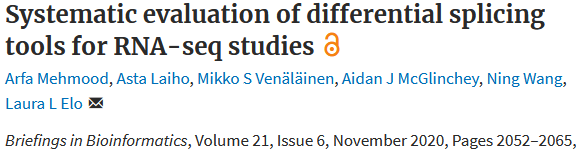 Systematic evaluation of differential splicing
tools for RNA-seq studies
Arfa Mehmood, Asta Laiho, Mikko S Venäläinen, Aidan J McGlinchey, Ning Wang,
Laura L Elo
Briefings in Bioinformatics, Volume 21, Issue 6, November 2020, Pages 2052–2065,